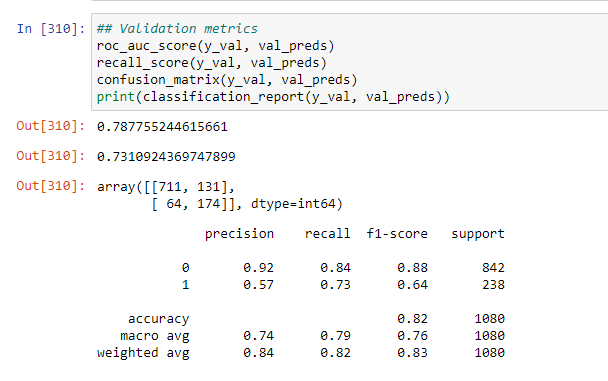 In [310]: ## Validation metrics
roc_auc_score(y_val, val_preds)
recall_score(y_val, val_preds)
confusion_matrix(y_val, val_preds)
print(classification_report(y_val, val_preds))
Out[310]: 0.787755244615661
Out[310]: 0.7310924369747899
Out[310]: array([[711, 131],
[ 64, 174]], dtype=int64)
precision recall f1-score support
0 0.92 0.84 0.88 842
1 0.57 0.73 0.64 238
accuracy 0.82 1080
macro avg 0.74 0.79 0.76 1080
weighted avg 0.84 0.82 0.83 1080